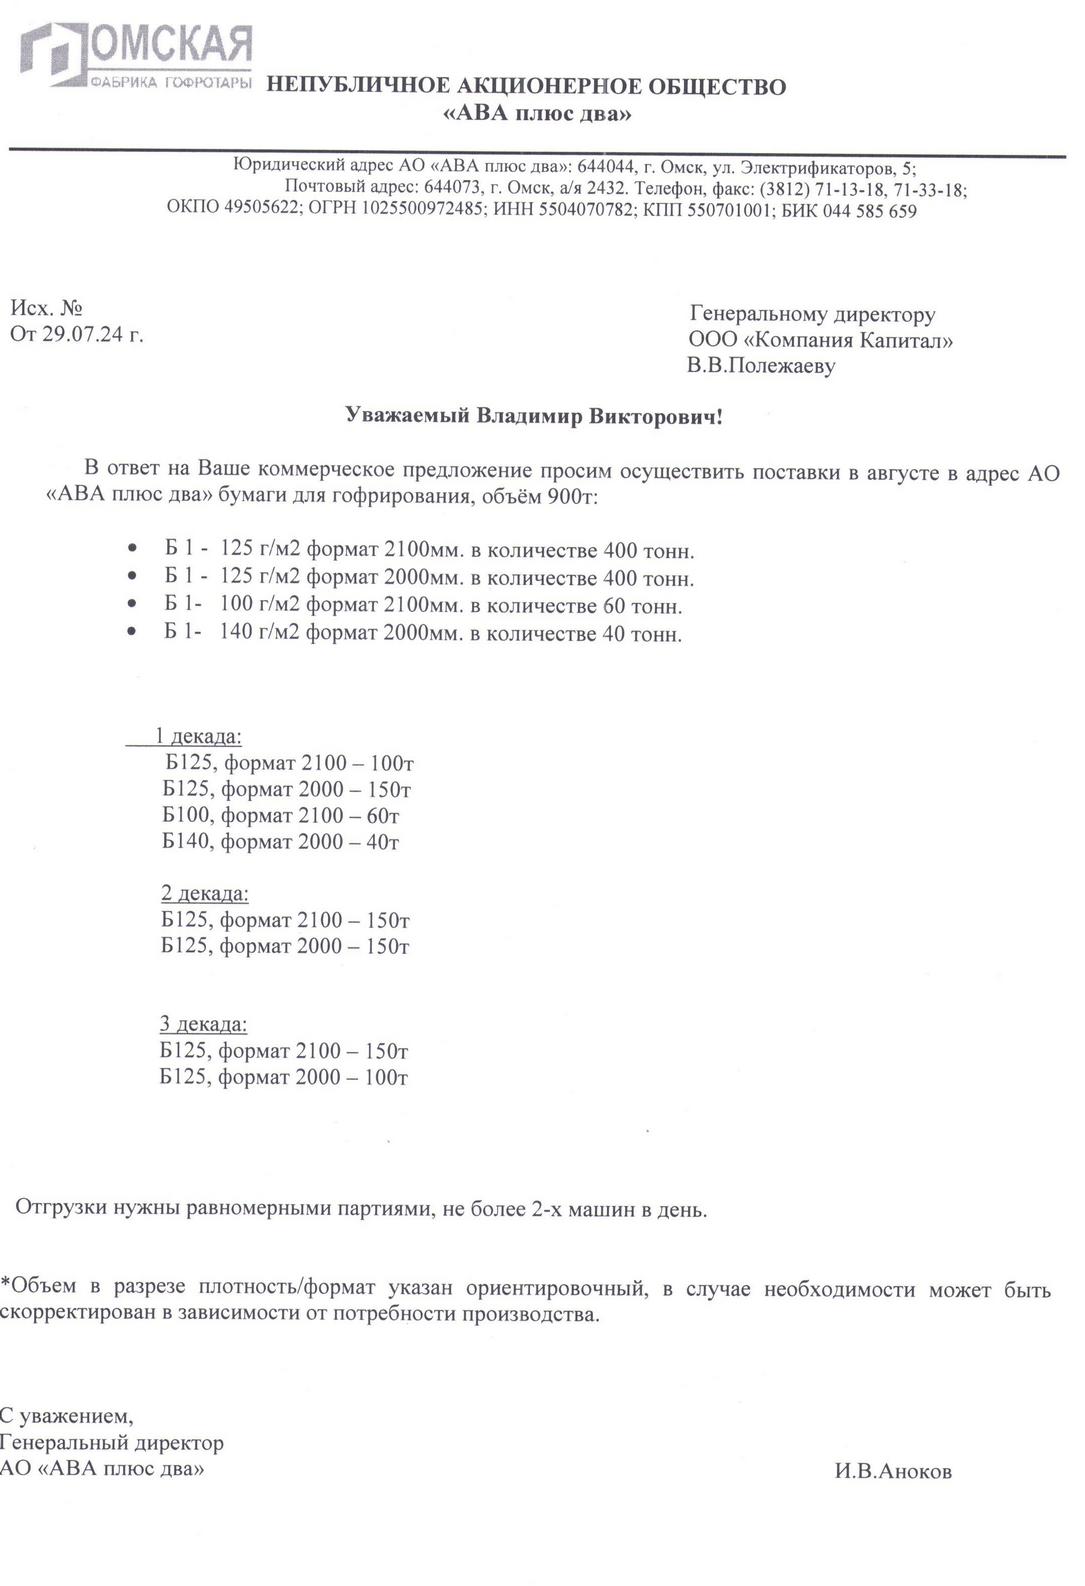 ОМСКАЯ
ФАБРИКА ГОФРОТАРЫ
НЕПУБЛИЧНОЕ АКЦИОНЕРНОЕ ОБЩЕСТВО
«АВА плюс два»
Юридический адрес АО «АВА плюс два»: 644044, г. Омск, ул. Электрификаторов, 5;
Почтовый адрес: 644073, г. Омск, а/я 2432. Телефон, факс: (3812) 71-13-18, 71-33-18;
ОКПО 49505622; ОГРН 1025500972485; ИНН 5504070782; КПП 550701001; БИК 044 585 659
Исх. №
От 29.07.24 г.
Генеральному директору
ООО «Компания Капитал»
В.В.Полежаеву
Уважаемый Владимир Викторович!
В ответ на Ваше коммерческое предложение просим осуществить поставки в августе в адрес АО
«АВА плюс два» бумаги для гофрирования, объём 900т:
• Б 1 - 125 г/м2 формат 2100мм. в количестве 400 тонн.
• Б 1 - 125 г/м2 формат 2000мм. в количестве 400 тонн.
• Б 1- 100 г/м2 формат 2100мм. в количестве 60 тонн.
• Б 1- 140 г/м2 формат 2000мм. в количестве 40 тонн.
1 декада:
Б125, формат 2100 – 100т
Б125, формат 2000 – 150т
Б100, формат 2100 – 60т
Б140, формат 2000 – 40т
2 декада:
Б125, формат 2100 – 150т
Б125, формат 2000 – 150т
3 декада:
Б125, формат 2100 – 150т
Б125, формат 2000 – 100т
Отгрузки нужны равномерными партиями, не более 2-х машин в день.
*Объем в разрезе плотность/формат указан ориентировочный, в случае необходимости может быть
скорректирован в зависимости от потребности производства.
С уважением,
Генеральный директор
АО «АВА плюс два»
И.В.Аноков